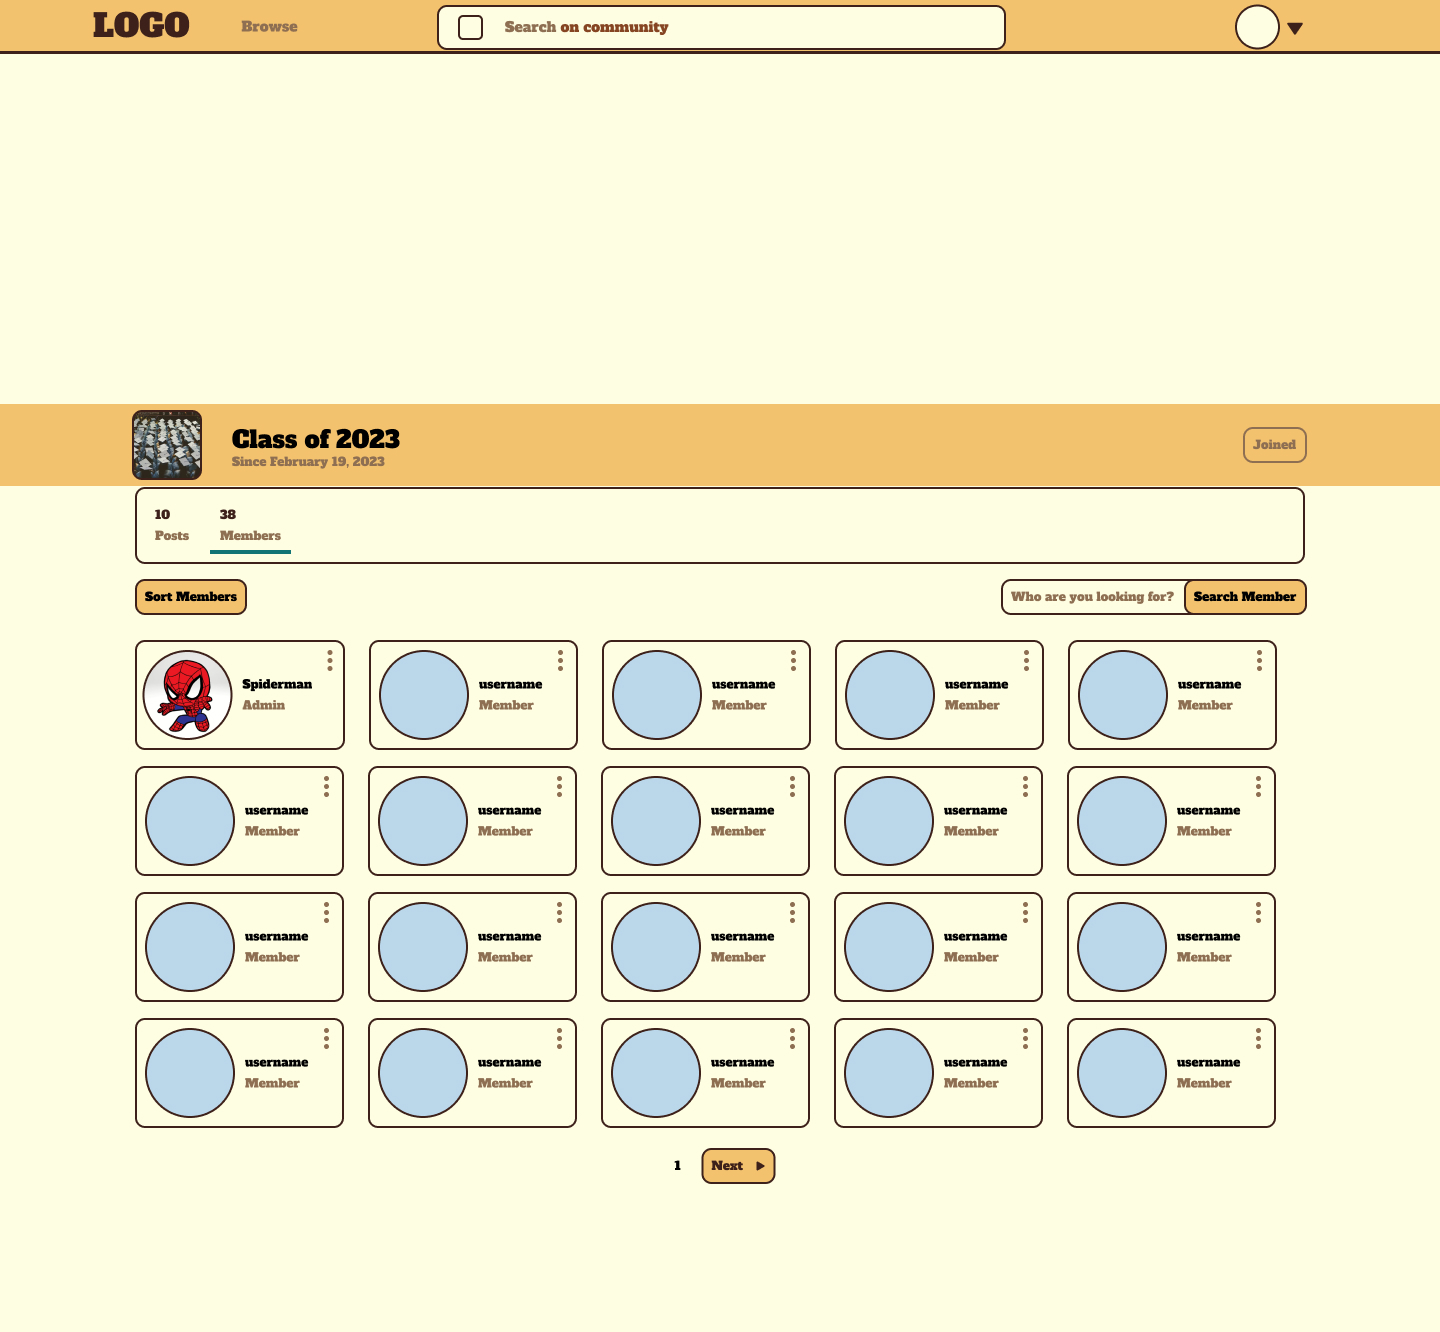 LOGO Browse Search on community
Class of 2023
Since February 19, 2023
Joined
10 38
Posts Members
Sort Members Who are you looking for? Search Member
Spiderman username username username username
Admin Member Member Member Member
username username username username username
Member Member Member Member Member
username username username username username
Member Member Member Member Member
username username username username username
Member Member Member Member Member
1 Next